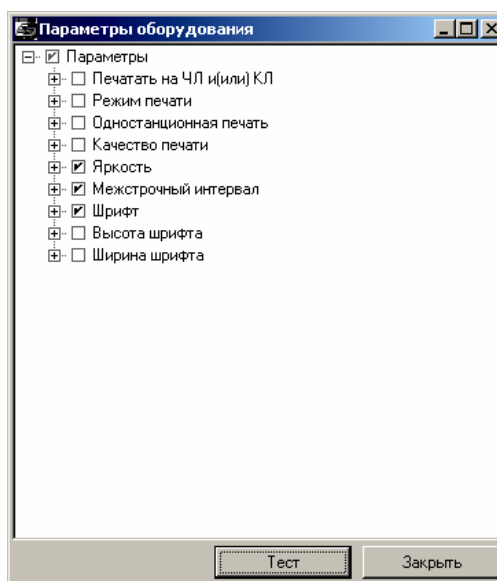 Параметры оборудования
Параметры
Печатать на ЧЛ и(или) КЛ
Режим печати
Одностанционная печать
Качество печати
Яркость
Межстрочный интервал
Шрифт
Высота шрифта
Ширина шрифта
Тест Закрыть